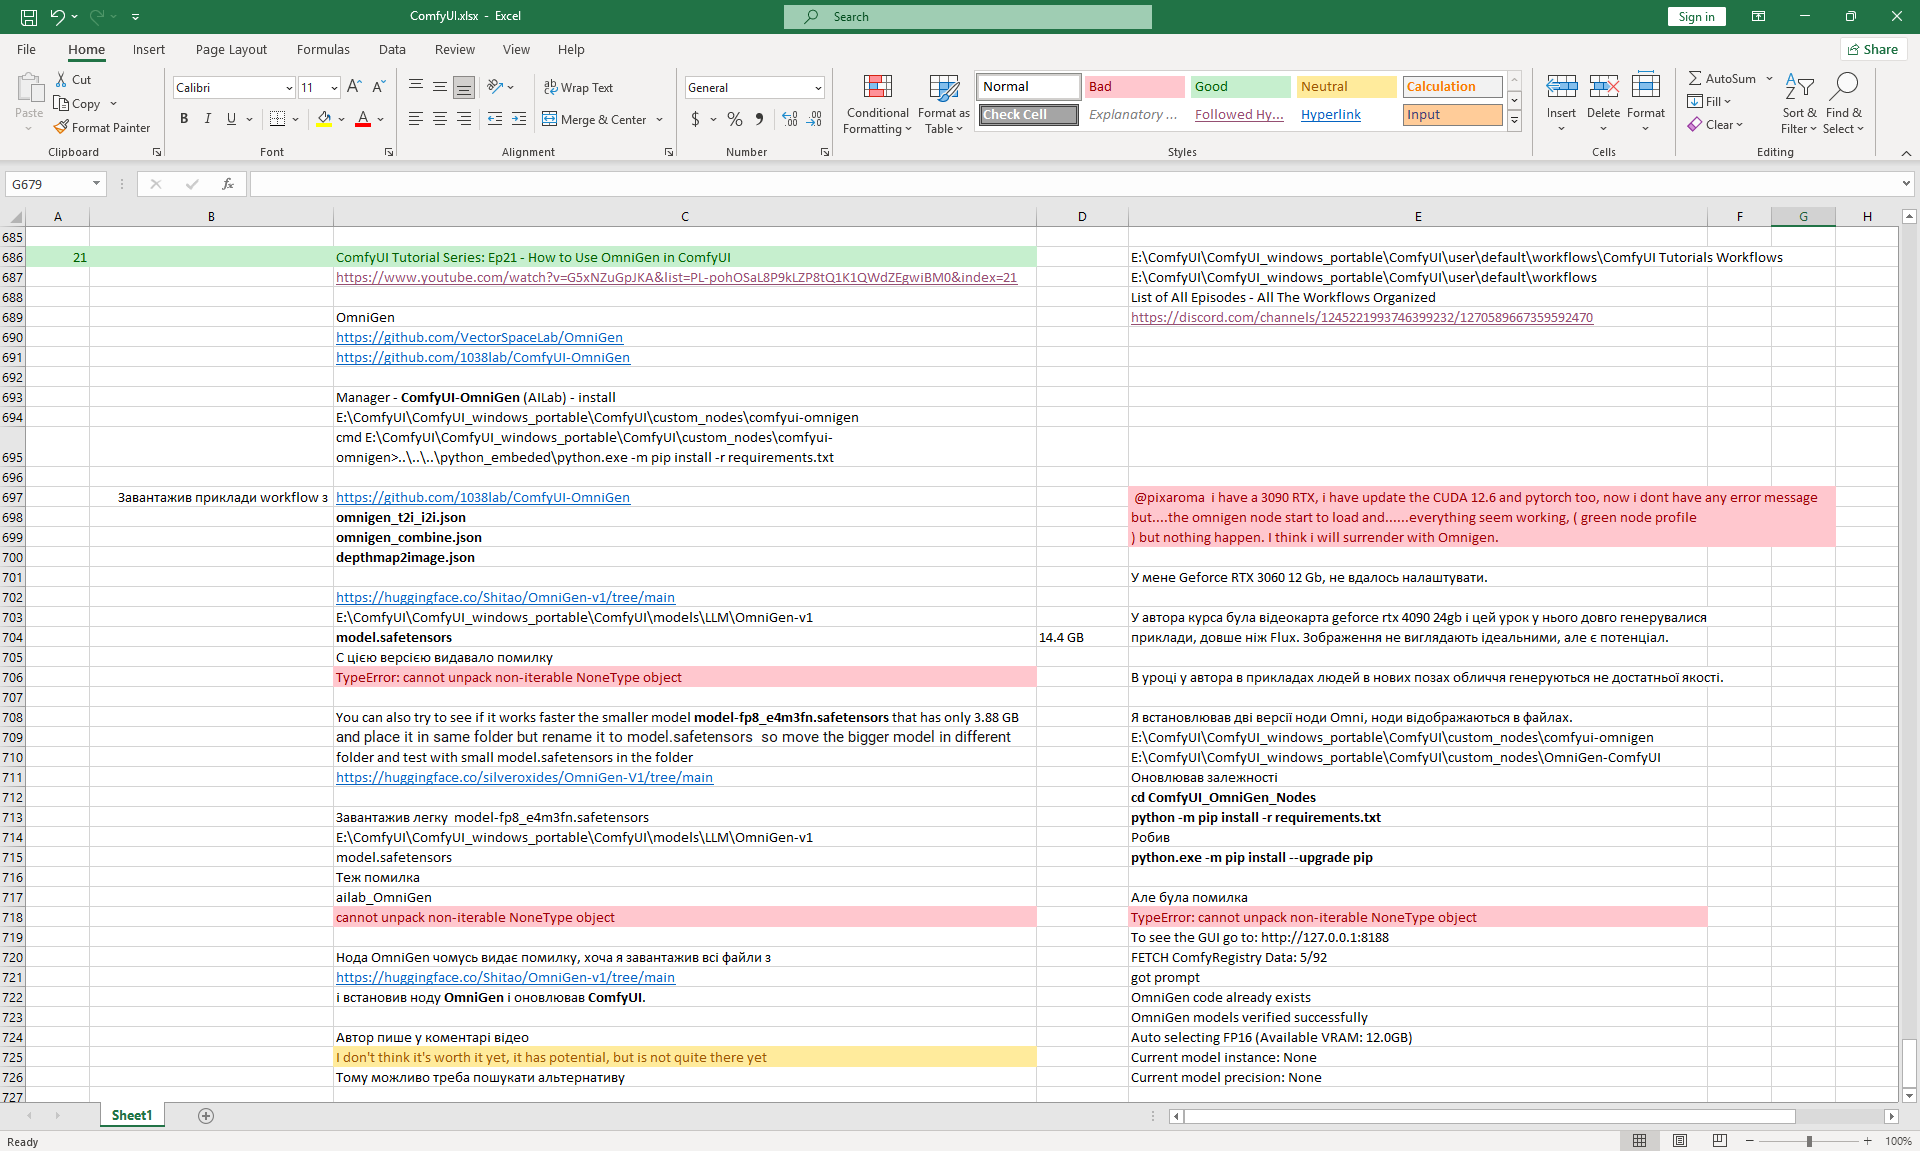 ComfyUI.xlsx - Excel
Search
Sign in
File Home Insert Page Layout Formulas Data Review View Help
Share
Paste
Cut
Copy
Format Painter
Clipboard
Calibri 11
B I U
Font
Wrap Text
Merge & Center
Alignment
General
$ %
Number
Conditional Formatting
Format as Table
Normal Bad Good Neutral Calculation
Check Cell Explanatory ... Followed Hy... Hyperlink Input
Styles
Insert Delete Format
Cells
AutoSum
Fill
Clear
Sort & Filter
Find & Select
Editing
G679
fx
A B C D E F G H
685
686 21 ComfyUI Tutorial Series: Ep21 - How to Use OmniGen in ComfyUI E:\ComfyUI\ComfyUI_windows_portable\ComfyUI\user\default\workflows\ComfyUI Tutorials Workflows
687 https://www.youtube.com/watch?v=G5xNZuGpJKA&list=PL-pohOSaL8P9kLZP8tQ1K1QWdZEgwiBM0&index=21 E:\ComfyUI\ComfyUI_windows_portable\ComfyUI\user\default\workflows
688 List of All Episodes - All The Workflows Organized
689 OmniGen https://discord.com/channels/1245221993746399232/1270589667359592470
690 https://github.com/VectorSpaceLab/OmniGen
691 https://github.com/1038lab/ComfyUI-OmniGen
692
693 Manager - ComfyUI-OmniGen (AILab) - install
694 E:\ComfyUI\ComfyUI_windows_portable\ComfyUI\custom_nodes\comfyui-omnigen
cmd E:\ComfyUI\ComfyUI_windows_portable\ComfyUI\custom_nodes\comfyui-
695 omnigen>..\..\..\python_embeded\python.exe -m pip install -r requirements.txt
696
697 Завантажив приклади workflow з https://github.com/1038lab/ComfyUI-OmniGen @pixaroma i have a 3090 RTX, i have update the CUDA 12.6 and pytorch too, now i dont have any error message
698 omnigen_t2i_i2i.json but....the omnigen node start to load and......everything seem working, ( green node profile
699 omnigen_combine.json ) but nothing happen. I think i will surrender with Omnigen.
700 depthmap2image.json
701 У мене Geforce RTX 3060 12 Gb, не вдалось налаштувати.
702 https://huggingface.co/Shitao/OmniGen-v1/tree/main
703 E:\ComfyUI\ComfyUI_windows_portable\ComfyUI\models\LLM\OmniGen-v1 У автора курса була відеокарта geforce rtx 4090 24gb і цей урок у нього довго генерувалися
704 model.safetensors 14.4 GB приклади, довше ніж Flux. Зображення не виглядають ідеальними, але є потенціал.
705 С цією версією видавало помилку
706 TypeError: cannot unpack non-iterable NoneType object В уроці у автора в прикладах людей в нових позах обличчя генеруються не достатньої якості.
707
708 You can also try to see if it works faster the smaller model model-fp8_e4m3fn.safetensors that has only 3.88 GB Я встановлював дві версії ноди Omni, ноди відображаються в файлах.
709 and place it in same folder but rename it to model.safetensors so move the bigger model in different E:\ComfyUI\ComfyUI_windows_portable\ComfyUI\custom_nodes\comfyui-omnigen
710 folder and test with small model.safetensors in the folder E:\ComfyUI\ComfyUI_windows_portable\ComfyUI\custom_nodes\OmniGen-ComfyUI
711 https://huggingface.co/silveroxides/OmniGen-V1/tree/main Оновлював залежності
712 cd ComfyUI_OmniGen_Nodes
713 Завантажив легку model-fp8_e4m3fn.safetensors python -m pip install -r requirements.txt
714 E:\ComfyUI\ComfyUI_windows_portable\ComfyUI\models\LLM\OmniGen-v1 Робив
715 model.safetensors python.exe -m pip install --upgrade pip
716 Теж помилка
717 ailab_OmniGen Але була помилка
718 cannot unpack non-iterable NoneType object TypeError: cannot unpack non-iterable NoneType object
719 To see the GUI go to: http://127.0.0.1:8188
720 Нода OmniGen чомусь видає помилку, хоча я завантажив всі файли з FETCH ComfyRegistry Data: 5/92
721 https://huggingface.co/Shitao/OmniGen-v1/tree/main got prompt
722 і встановив ноду OmniGen і оновлював ComfyUI. OmniGen code already exists
723 OmniGen models verified successfully
724 Автор пише у коментарі відео Auto selecting FP16 (Available VRAM: 12.0GB)
725 I don't think it's worth it yet, it has potential, but is not quite there yet Current model instance: None
726 Тому можливо треба пошукати альтернативу Current model precision: None
727
Sheet1
Ready
100%